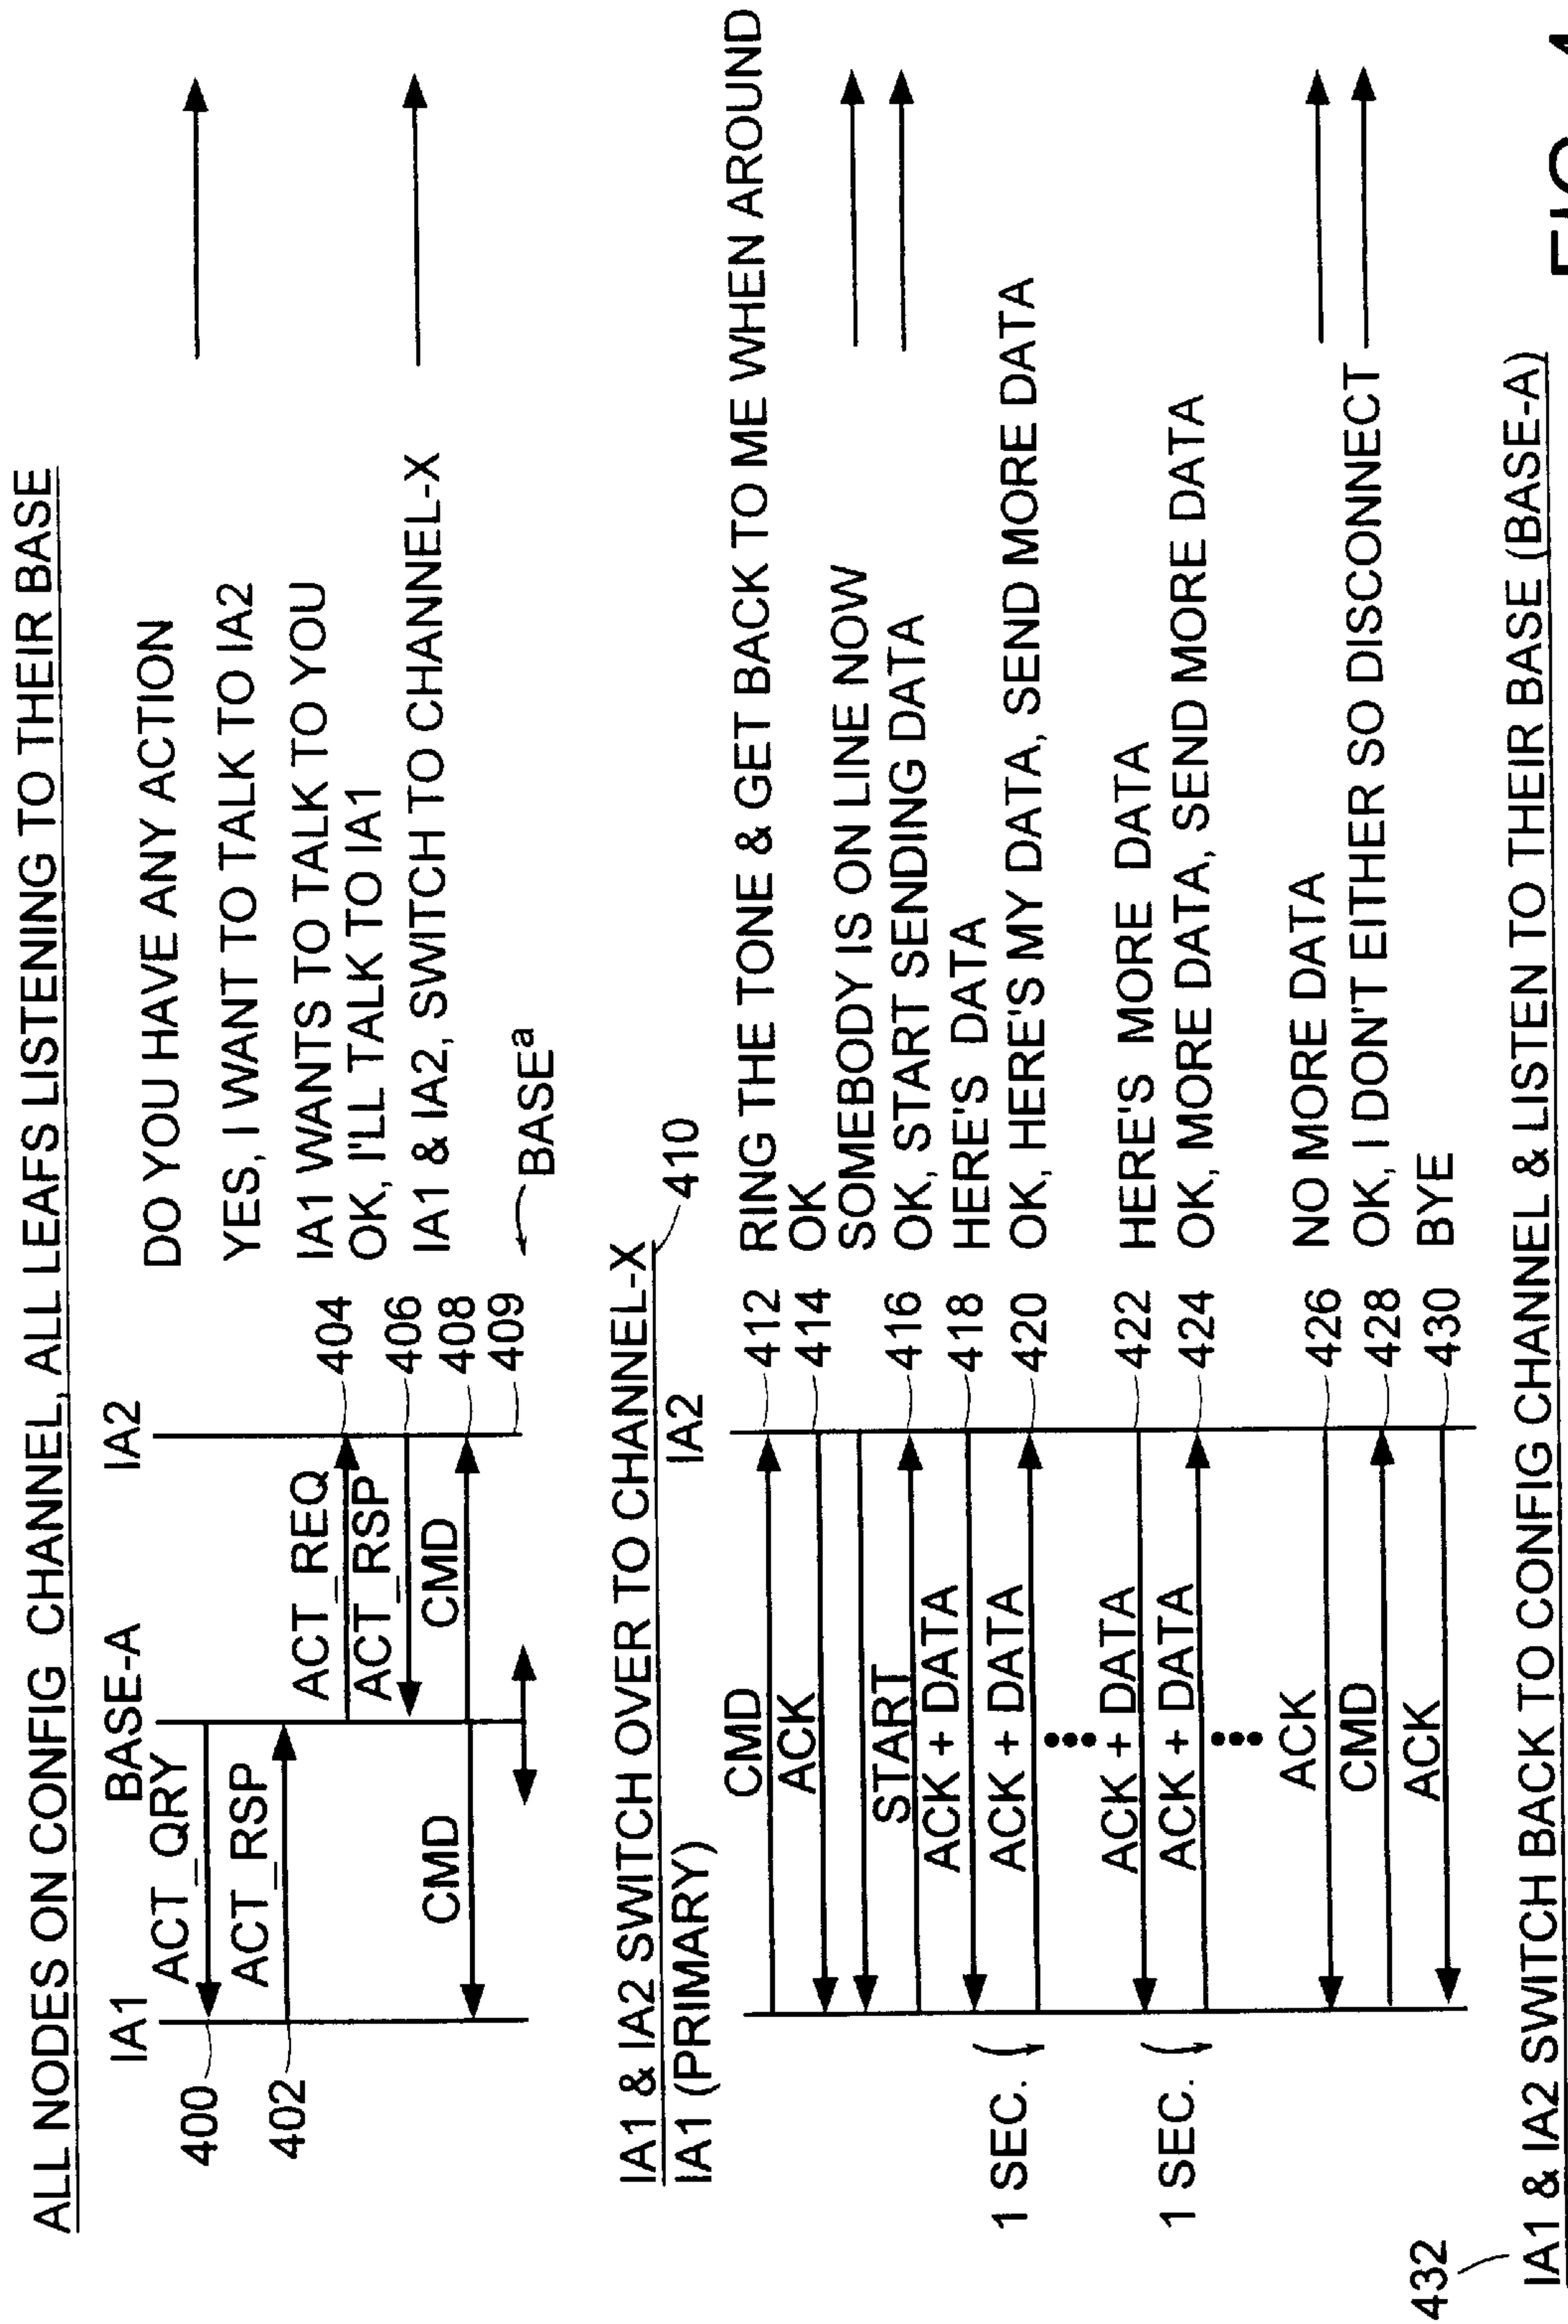 ALL NODES ON CONFIG CHANNEL, ALL LEAFS LISTENING TO THEIR BASE
IA1 BASE-A IA2
400 ACT_QRY DO YOU HAVE ANY ACTION
402 ACT_RSP YES, I WANT TO TALK TO IA2
ACT_REQ 404 IA1 WANTS TO TALK TO YOU
ACT_RSP 406 OK, I'LL TALK TO IA1
CMD CMD 408 IA1 & IA2, SWITCH TO CHANNEL-X
409 BASEa
IA1 & IA2 SWITCH OVER TO CHANNEL-X 410
IA1 (PRIMARY) IA2
CMD 412 RING THE TONE & GET BACK TO ME WHEN AROUND
ACK 414 OK
SOMEBODY IS ON LINE NOW
START 416 OK, START SENDING DATA
ACK + DATA 418 HERE'S DATA
1 SEC. ACK + DATA 420 OK, HERE'S MY DATA, SEND MORE DATA
ACK + DATA 422 HERE'S MORE DATA
1 SEC. ACK + DATA 424 OK, MORE DATA, SEND MORE DATA
ACK 426 NO MORE DATA
CMD 428 OK, I DON'T EITHER SO DISCONNECT
ACK 430 BYE
432
IA1 & IA2 SWITCH BACK TO CONFIG CHANNEL & LISTEN TO THEIR BASE (BASE-A)